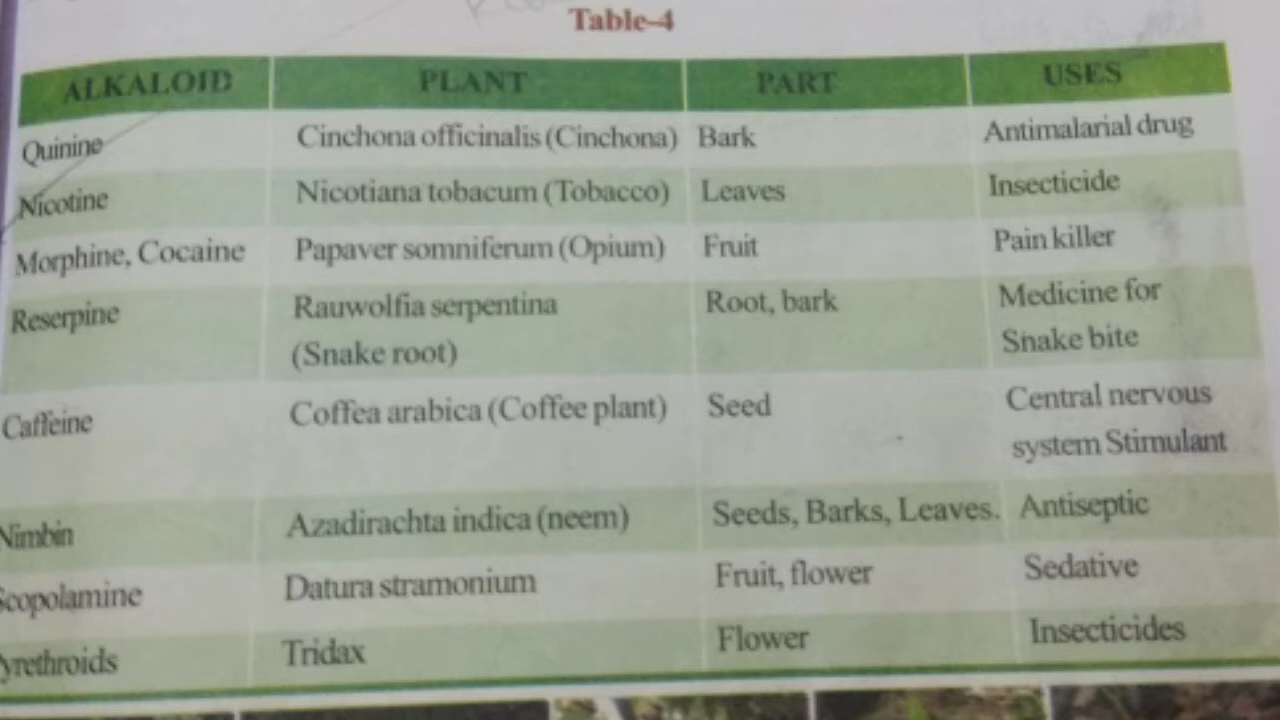 Table-4
ALKALOID PLANT PART USES
Quinine Cinchona officinalis (Cinchona) Bark Antimalarial drug
Nicotine Nicotiana tobacum (Tobacco) Leaves Insecticide
Morphine, Cocaine Papaver somniferum (Opium) Fruit Pain killer
Reserpine Rauwolfia serpentina Root, bark Medicine for
(Snake root) Snake bite
Caffeine Coffea arabica (Coffee plant) Seed Central nervous
system Stimulant
Nimbin Azadirachta indica (neem) Seeds, Barks, Leaves. Antiseptic
Scopolamine Datura stramonium Fruit, flower Sedative
yrethroids Tridax Flower Insecticides